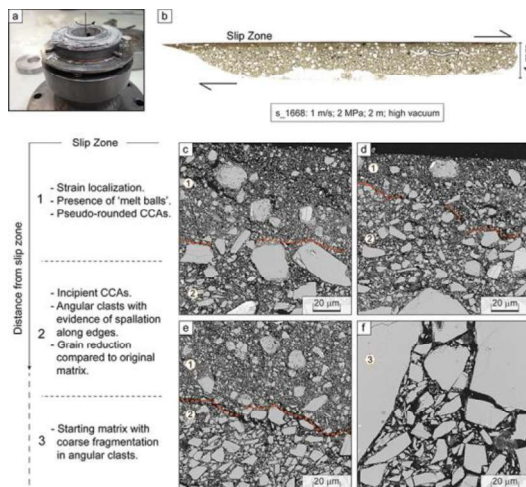 a
b
Slip Zone
s_1668: 1 m/s; 2 MPa; 2 m; high vacuum
Slip Zone
Distance from slip zone
1
- Strain localization.
- Presence of 'melt balls'.
- Pseudo-rounded CCAs.
2
- Incipient CCAs.
- Angular clasts with
evidence of spallation
along edges.
- Grain reduction
compared to original
matrix.
3
- Starting matrix with
coarse fragmentation
in angular clasts.
c
1
2
20 µm
d
1
2
20 µm
e
1
2
20 µm
f
3
20 µm